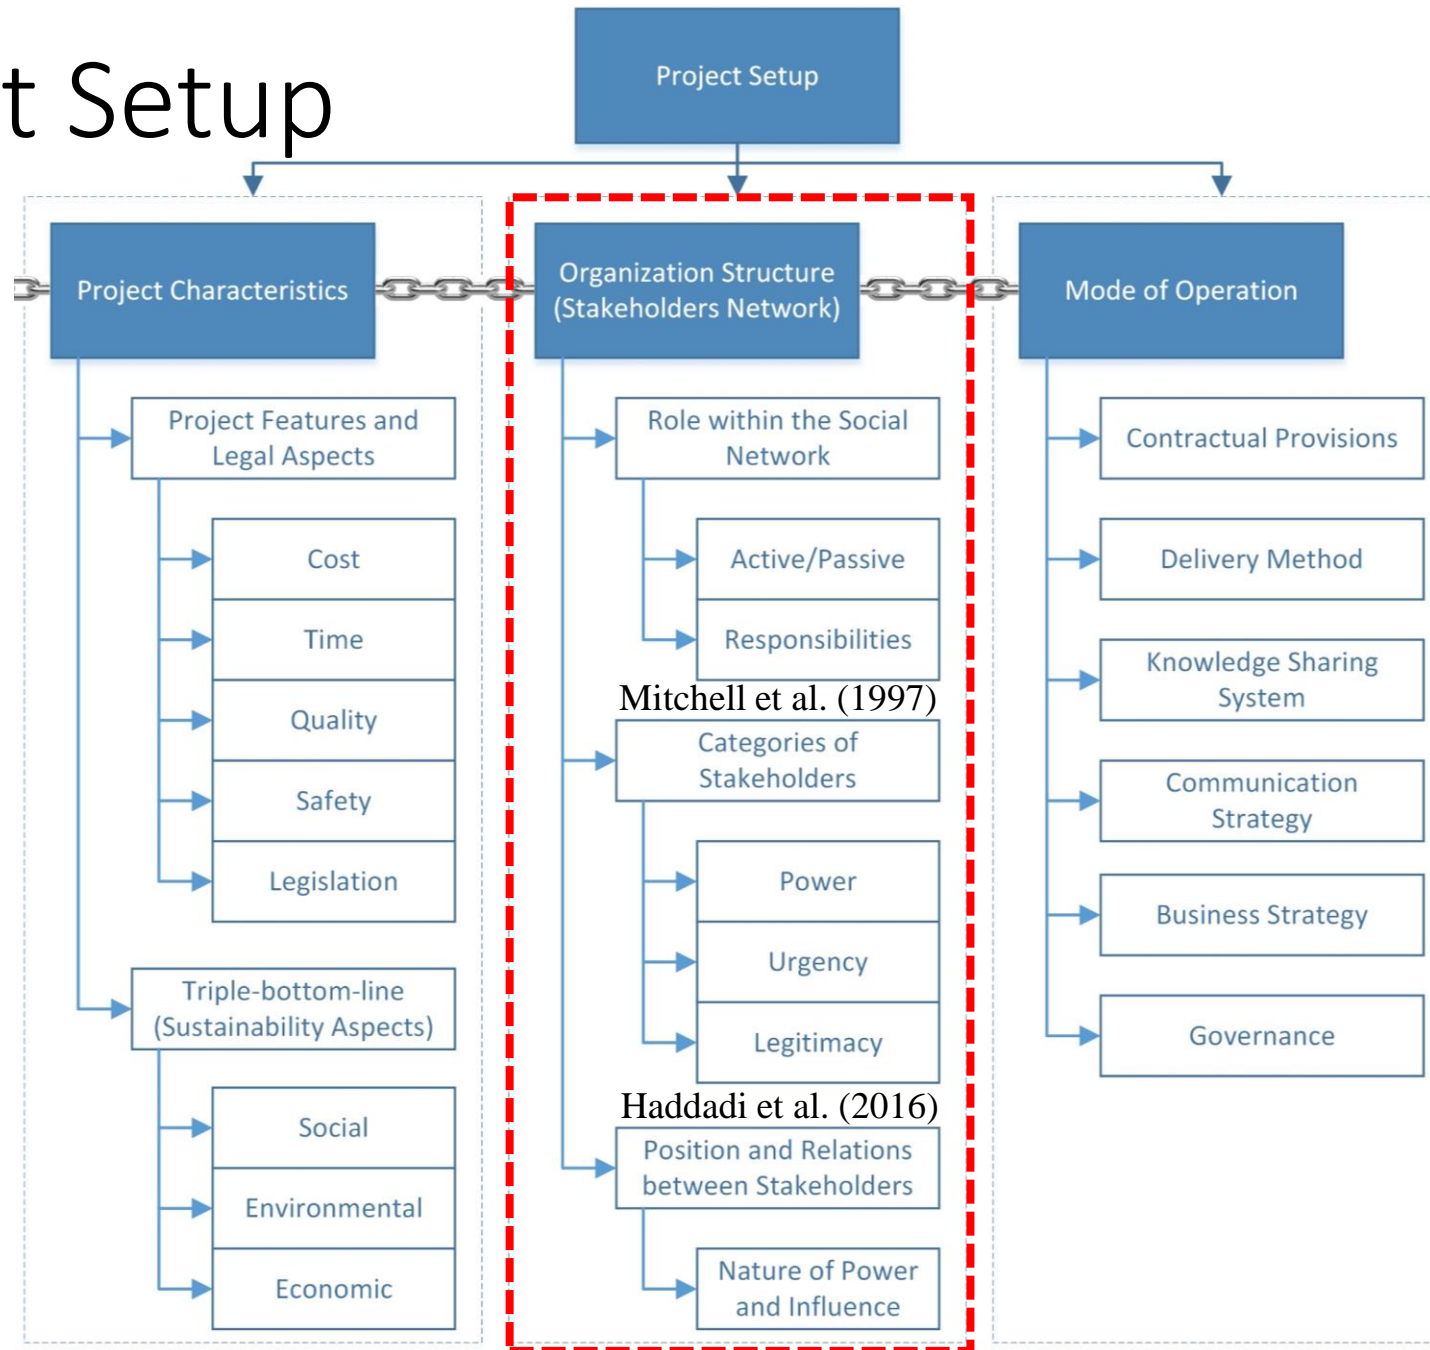 t Setup
Project Setup
Project Characteristics
Project Features and
Legal Aspects
Cost
Time
Quality
Safety
Legislation
Triple-bottom-line
(Sustainability Aspects)
Social
Environmental
Economic
Organization Structure
(Stakeholders Network)
Role within the Social
Network
Active/Passive
Responsibilities
Mitchell et al. (1997)
Categories of
Stakeholders
Power
Urgency
Legitimacy
Haddadi et al. (2016)
Position and Relations
between Stakeholders
Nature of Power
and Influence
Mode of Operation
Contractual Provisions
Delivery Method
Knowledge Sharing
System
Communication
Strategy
Business Strategy
Governance